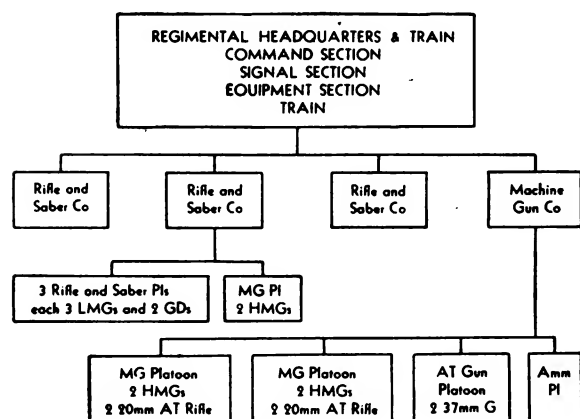 REGIMENTAL HEADQUARTERS & TRAIN
COMMAND SECTION
SIGNAL SECTION
EQUIPMENT SECTION
TRAIN
Rifle and
Saber Co
Rifle and
Saber Co
Rifle and
Saber Co
Machine
Gun Co
3 Rifle and Saber Pls
each 3 LMGs and 2 GDs
MG Pl
2 HMGs
MG Platoon
2 HMGs
2 20mm AT Rifle
MG Platoon
2 HMGs
2 20mm AT Rifle
AT Gun
Platoon
2 37mm G
Amm
Pl